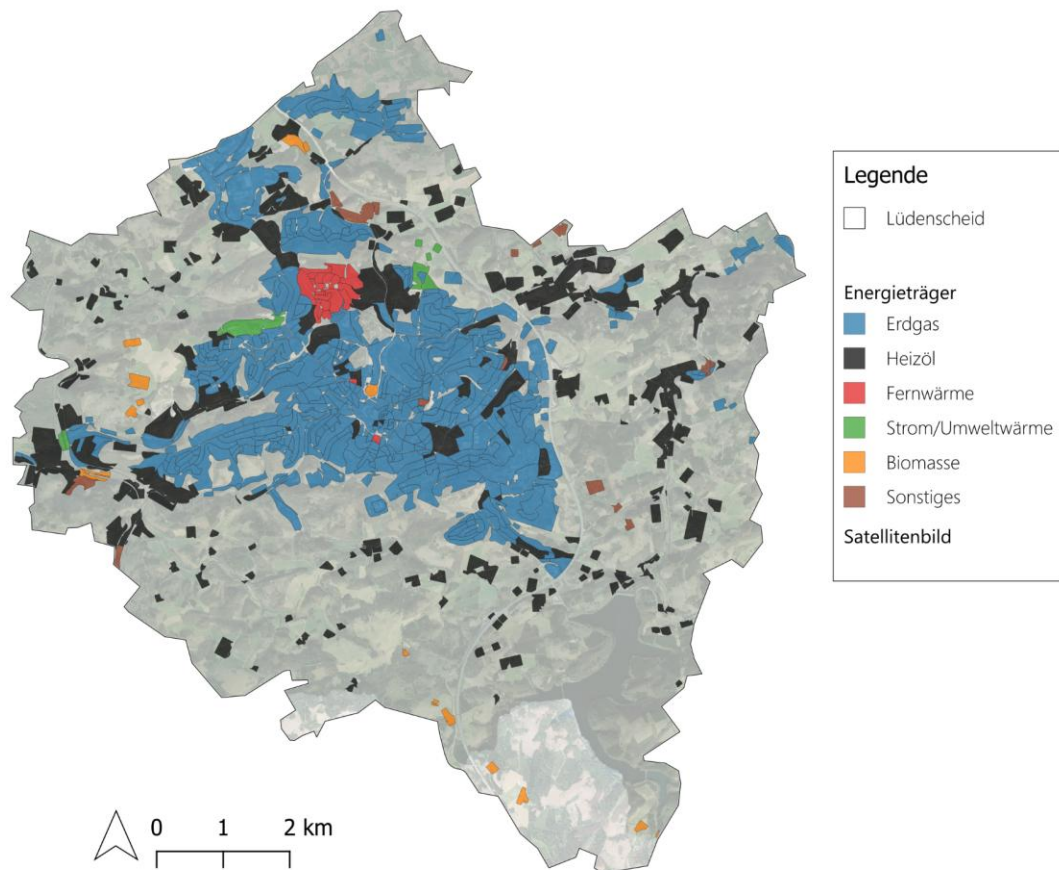 Legende
Lüdenscheid
Energieträger
Erdgas
Heizöl
Fernwärme
Strom/Umweltwärme
Biomasse
Sonstiges
Satellitenbild
0 1 2 km